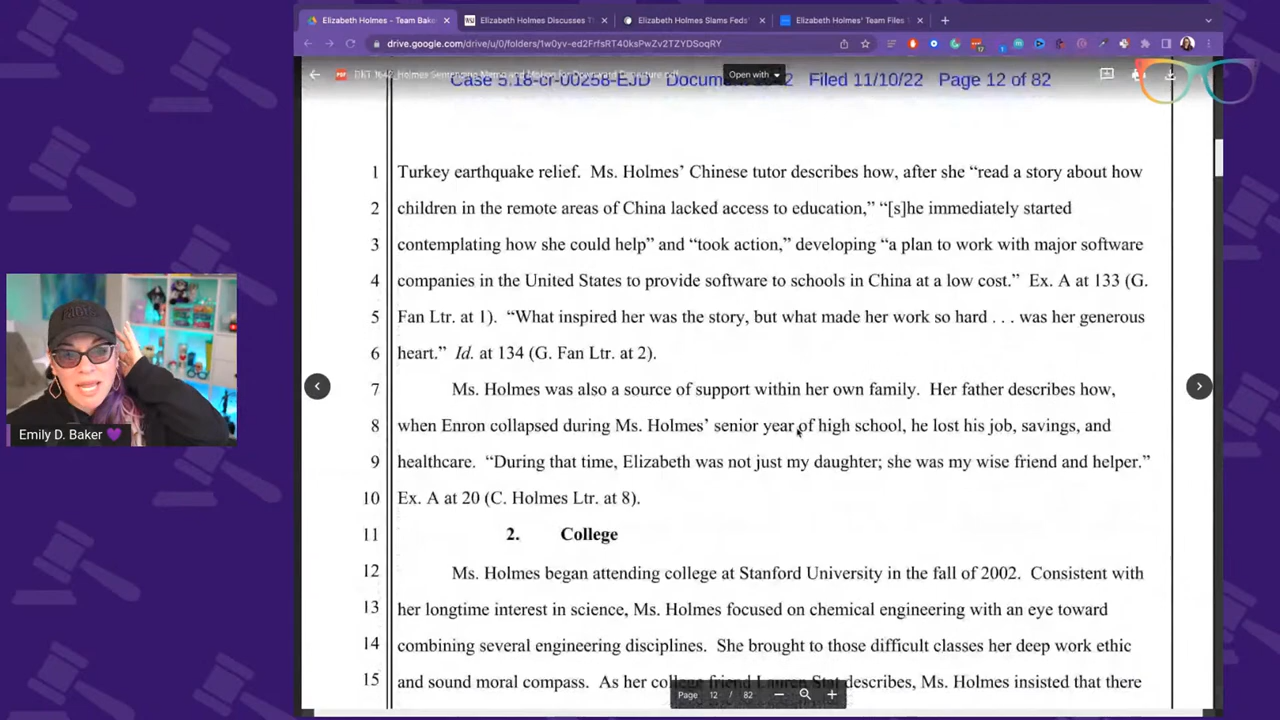 Elizabeth Holmes - Team Bake
Elizabeth Holmes Discusses T
Elizabeth Holmes Slams Feds'
Elizabeth Holmes' Team Files
drive.google.com/drive/u/0/folders/1w0yv-ed2FrfsRT40ksPwZv2TZYDSoqRY
Open with
Case 5:18-cr-00258-EJD Filed 11/10/22 Page 12 of 82
1 Turkey earthquake relief. Ms. Holmes' Chinese tutor describes how, after she “read a story about how
2 children in the remote areas of China lacked access to education,” “[s]he immediately started
3 contemplating how she could help” and “took action,” developing “a plan to work with major software
4 companies in the United States to provide software to schools in China at a low cost.” Ex. A at 133 (G.
5 Fan Ltr. at 1). “What inspired her was the story, but what made her work so hard . . . was her generous
6 heart.” Id. at 134 (G. Fan Ltr. at 2).
7 Ms. Holmes was also a source of support within her own family. Her father describes how,
8 when Enron collapsed during Ms. Holmes' senior year of high school, he lost his job, savings, and
9 healthcare. “During that time, Elizabeth was not just my daughter; she was my wise friend and helper.”
10 Ex. A at 20 (C. Holmes Ltr. at 8).
11 2. College
12 Ms. Holmes began attending college at Stanford University in the fall of 2002. Consistent with
13 her longtime interest in science, Ms. Holmes focused on chemical engineering with an eye toward
14 combining several engineering disciplines. She brought to those difficult classes her deep work ethic
15 and sound moral compass. As her college friend describes, Ms. Holmes insisted that there
Page 12 / 82
Emily D. Baker 💜